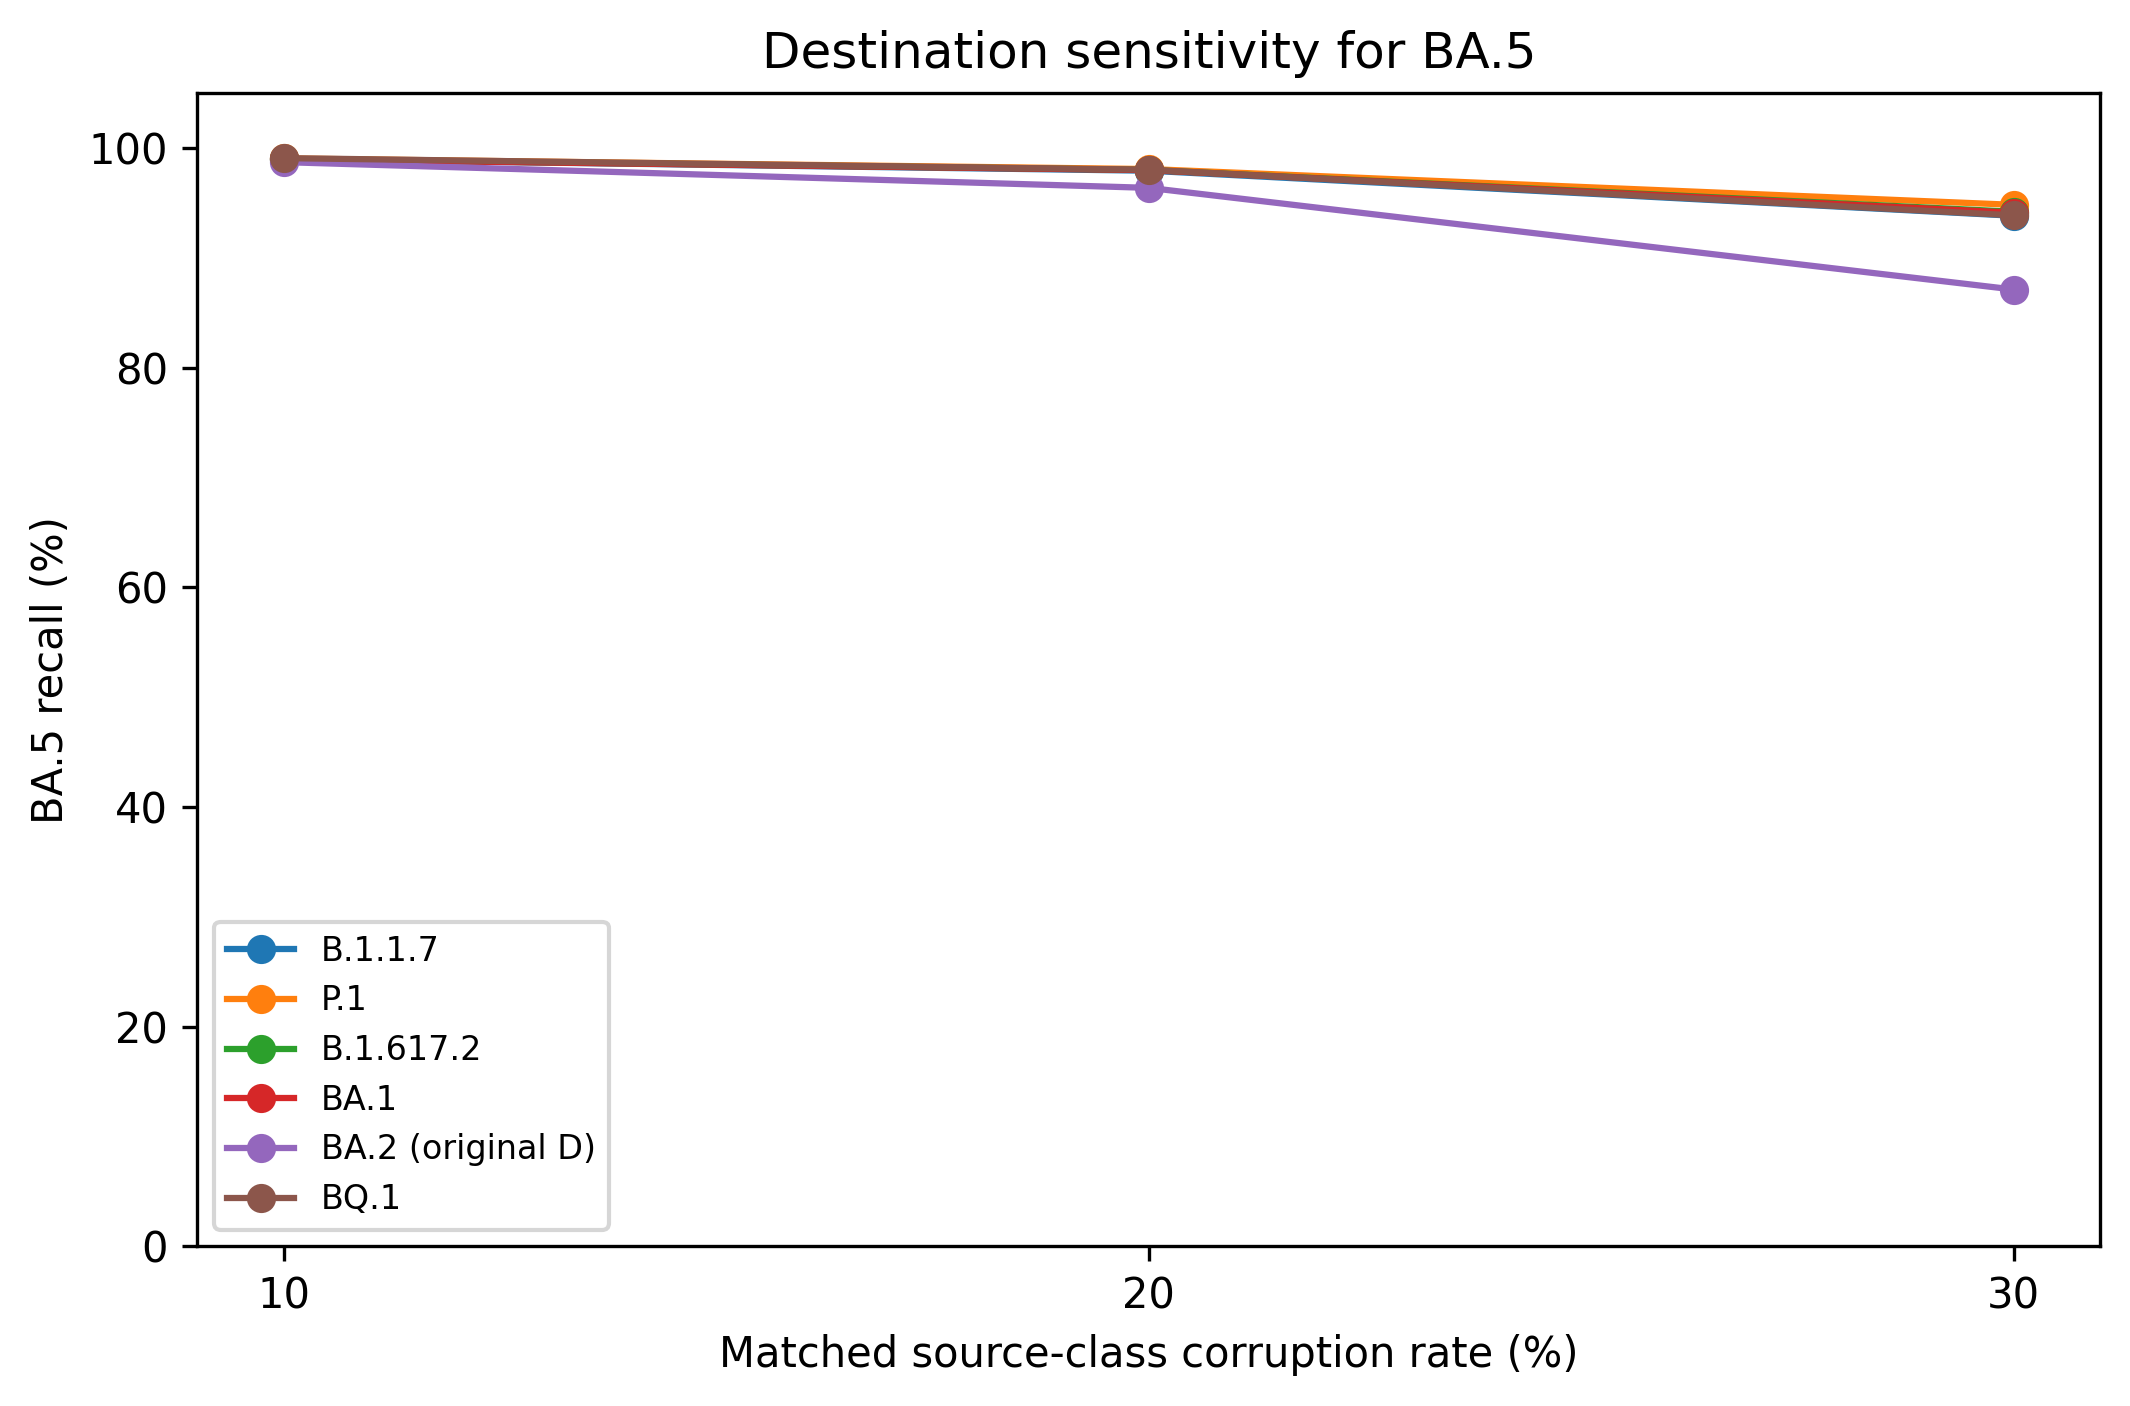 Destination sensitivity for BA.5
BA.5 recall (%)
100
80
60
40
20
0
B.1.1.7
P.1
B.1.617.2
BA.1
BA.2 (original D)
BQ.1
10 20 30
Matched source-class corruption rate (%)